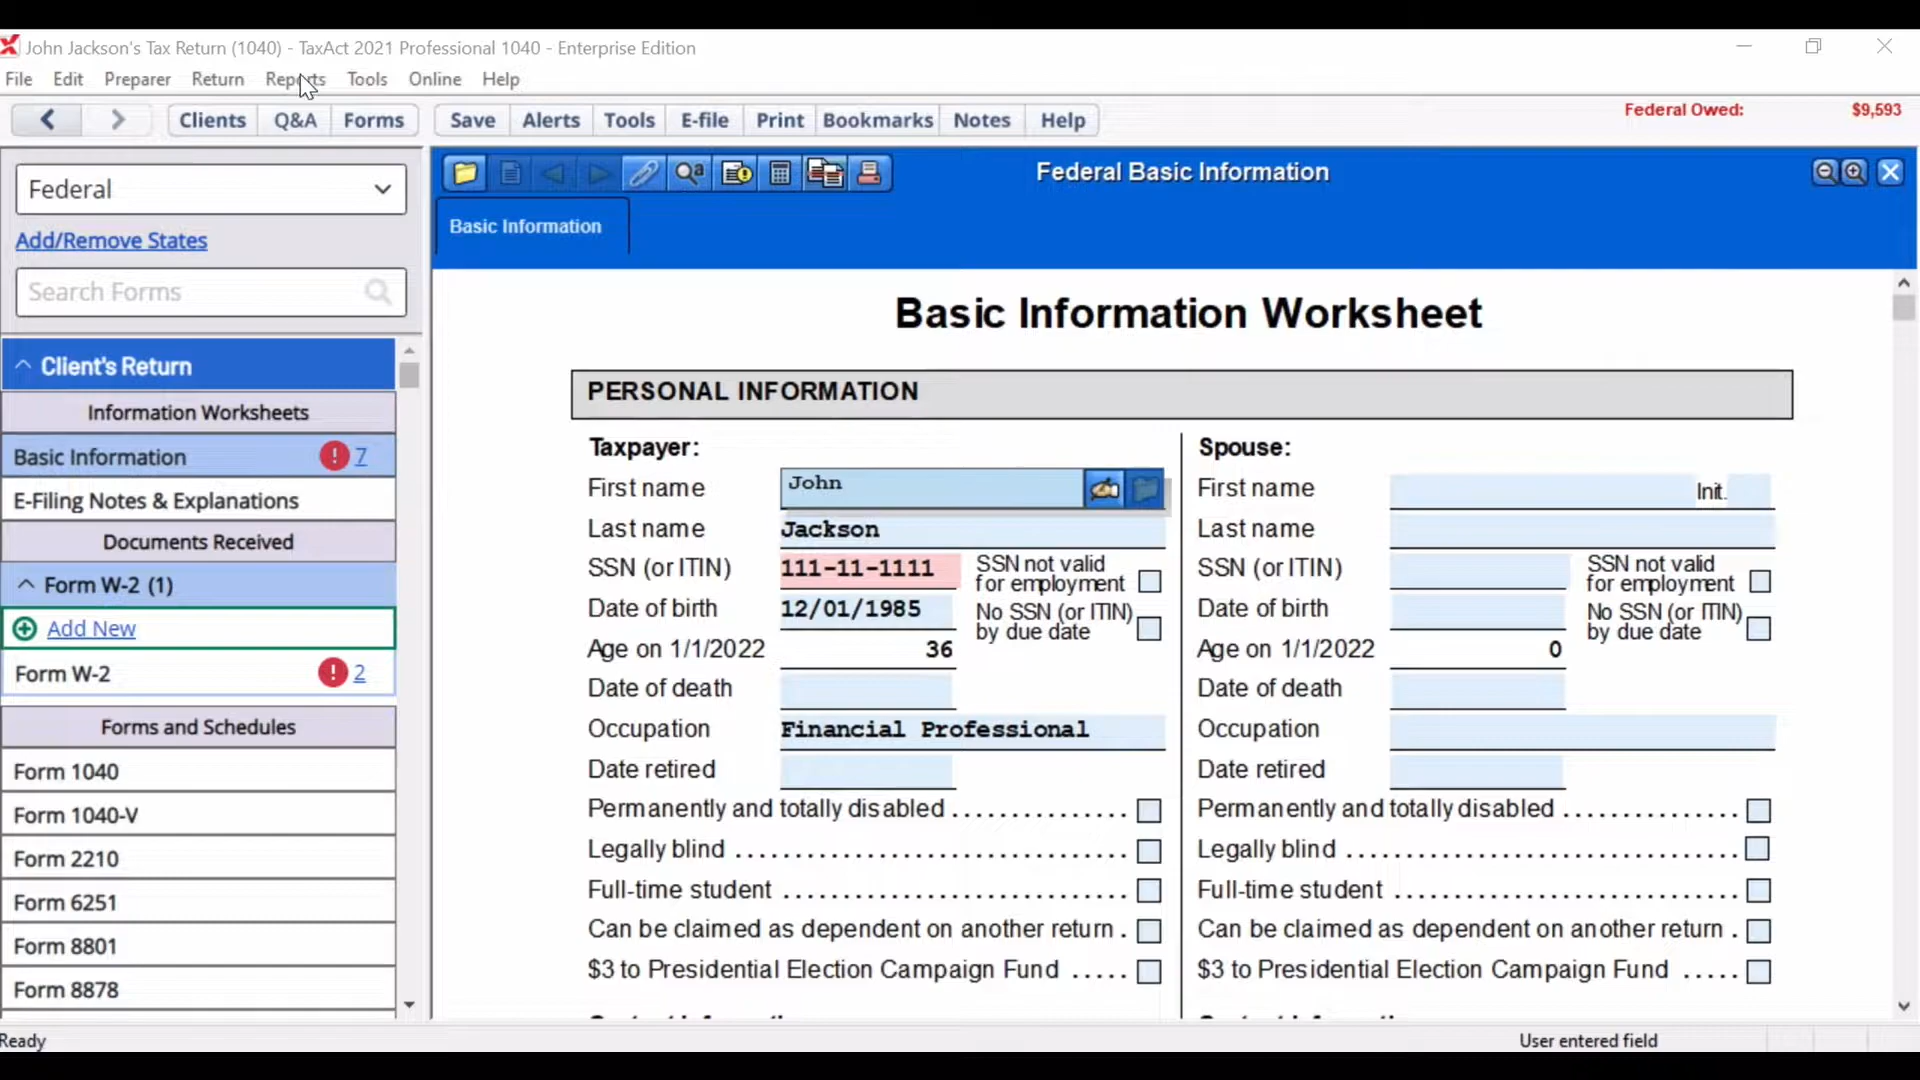 John Jackson's Tax Return (1040) - TaxAct 2021 Professional 1040 - Enterprise Edition
File Edit Preparer Return Reports Tools Online Help
Clients Q&A Forms Save Alerts Tools E-file Print Bookmarks Notes Help
Federal Owed: $9,593
Federal
Add/Remove States
Search Forms
Client's Return
Information Worksheets
Basic Information 7
E-Filing Notes & Explanations
Documents Received
Form W-2 (1)
Add New
Form W-2 2
Forms and Schedules
Form 1040
Form 1040-V
Form 2210
Form 6251
Form 8801
Form 8878
Federal Basic Information
Basic Information
Basic Information Worksheet
PERSONAL INFORMATION
Taxpayer:
First name John
Last name Jackson
SSN (or ITIN) 111-11-1111 SSN not valid for employment
Date of birth 12/01/1985 No SSN (or ITIN) by due date
Age on 1/1/2022 36
Date of death
Occupation Financial Professional
Date retired
Permanently and totally disabled
Legally blind
Full-time student
Can be claimed as dependent on another return
$3 to Presidential Election Campaign Fund
Spouse:
First name Init.
Last name
SSN (or ITIN) SSN not valid for employment
Date of birth No SSN (or ITIN) by due date
Age on 1/1/2022 0
Date of death
Occupation
Date retired
Permanently and totally disabled
Legally blind
Full-time student
Can be claimed as dependent on another return
$3 to Presidential Election Campaign Fund
Ready
User entered field